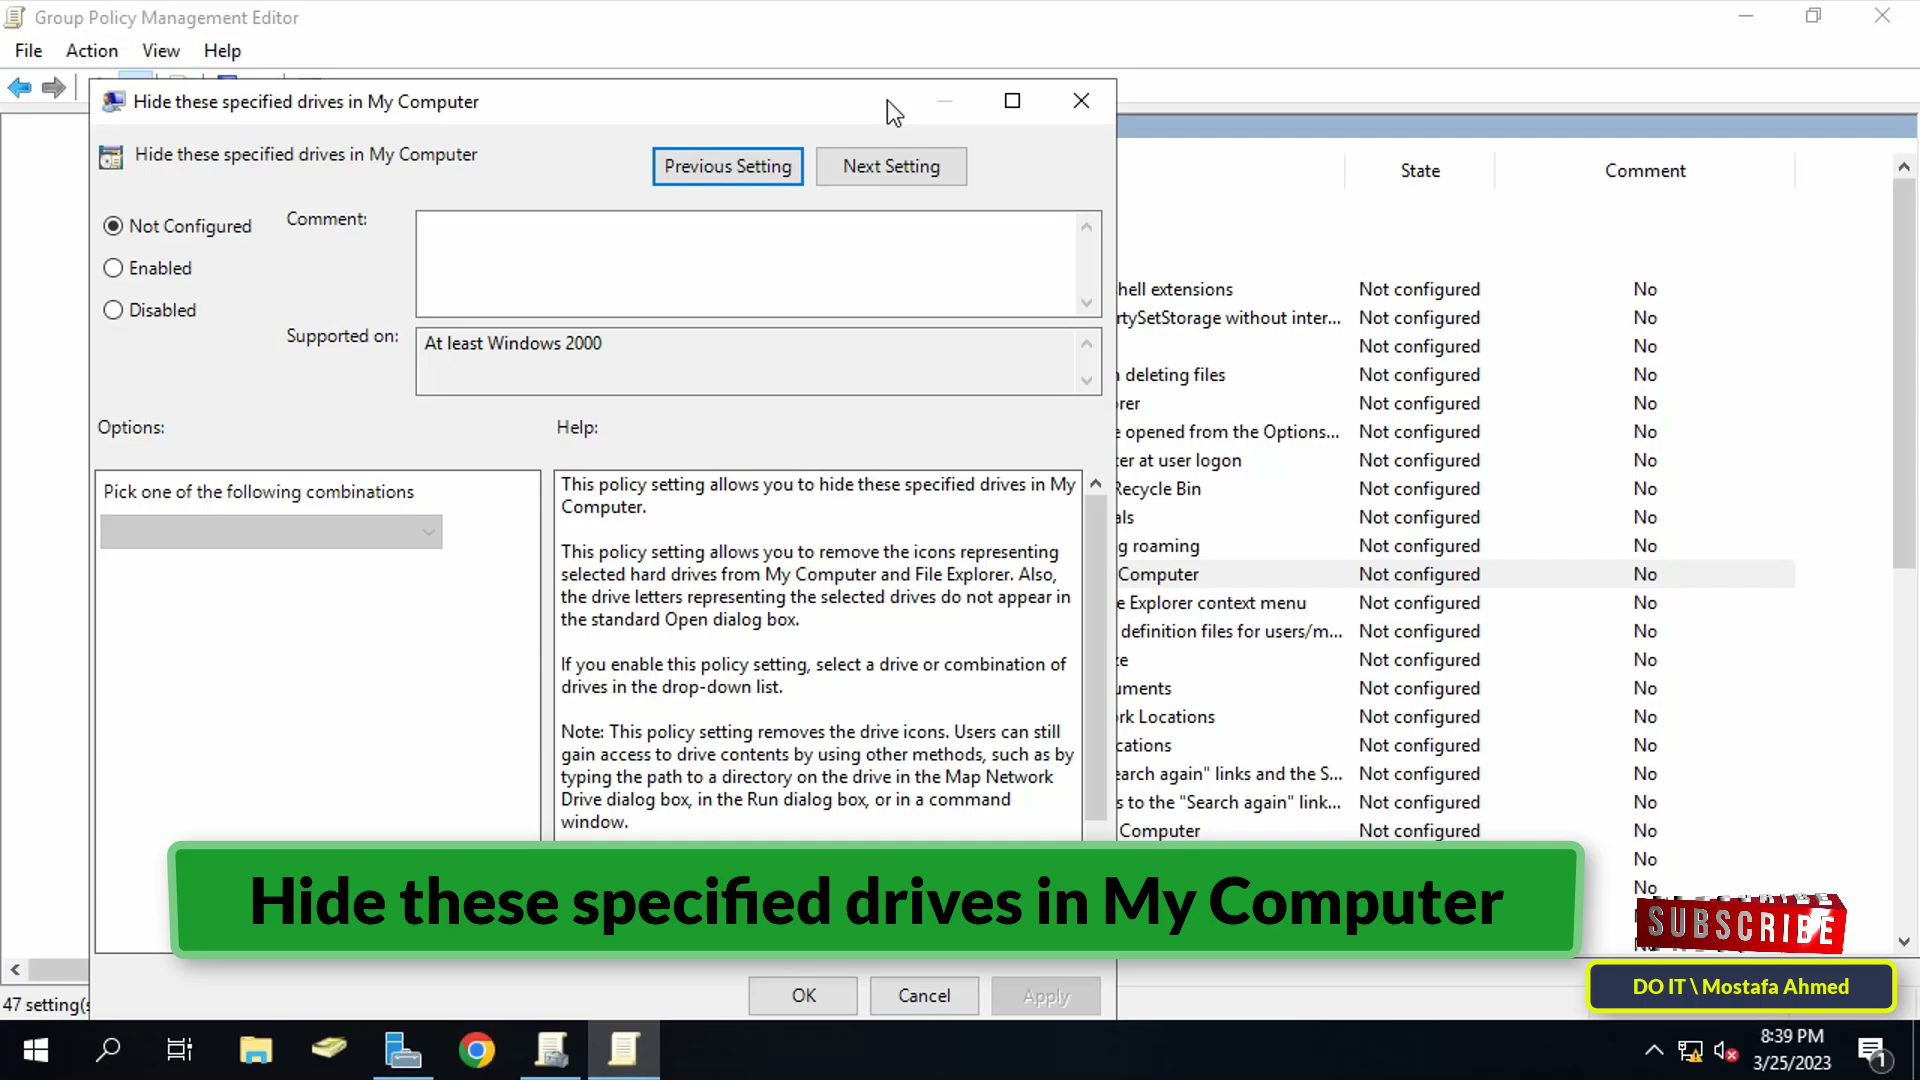 Group Policy Management Editor
File Action View Help
Hide these specified drives in My Computer
Hide these specified drives in My Computer
Previous Setting Next Setting
Not Configured
Enabled
Disabled
Comment:
Supported on:
At least Windows 2000
Options:
Help:
Pick one of the following combinations
This policy setting allows you to hide these specified drives in My
Computer.
This policy setting allows you to remove the icons representing
selected hard drives from My Computer and File Explorer. Also,
the drive letters representing the selected drives do not appear in
the standard Open dialog box.
If you enable this policy setting, select a drive or combination of
drives in the drop-down list.
Note: This policy setting removes the drive icons. Users can still
gain access to drive contents by using other methods, such as by
typing the path to a directory on the drive in the Map Network
Drive dialog box, in the Run dialog box, or in a command
window.
OK Cancel Apply
State Comment
hell extensions Not configured No
rtySetStorage without inter... Not configured No
Not configured No
n deleting files Not configured No
rer Not configured No
e opened from the Options... Not configured No
ter at user logon Not configured No
Recycle Bin Not configured No
als Not configured No
g roaming Not configured No
Computer Not configured No
e Explorer context menu Not configured No
definition files for users/m... Not configured No
ze Not configured No
uments Not configured No
rk Locations Not configured No
cations Not configured No
earch again" links and the S... Not configured No
s to the "Search again" link... Not configured No
Computer Not configured No
No
No
Hide these specified drives in My Computer
SUBSCRIBE
DO IT \ Mostafa Ahmed
47 setting(s
8:39 PM
3/25/2023
1